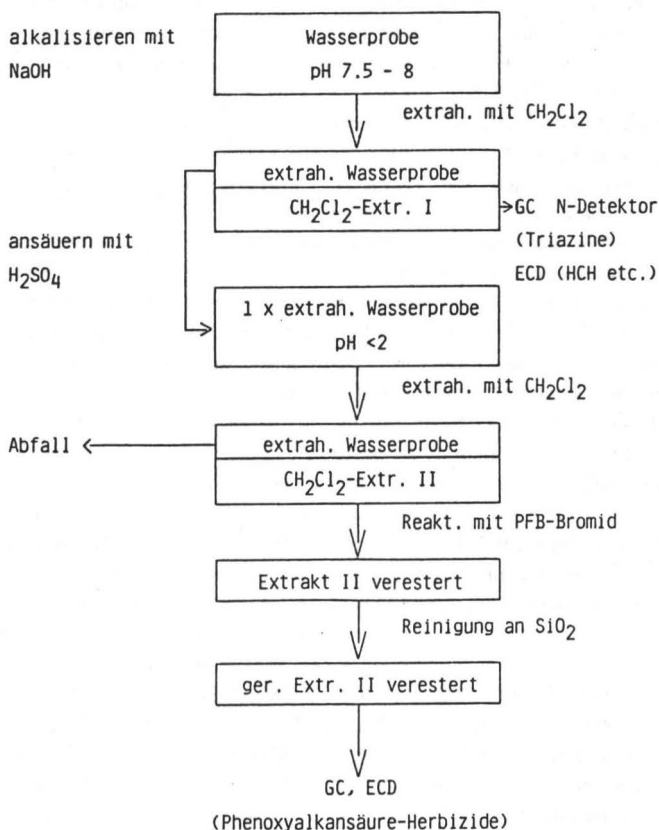 alkalisieren mit
NaOH
Wasserprobe
pH 7.5 - 8
extrah. mit CH2Cl2
extrah. Wasserprobe
CH2Cl2-Extr. I
GC N-Detektor
(Triazine)
ECD (HCH etc.)
ansäuern mit
H2SO4
1 x extrah. Wasserprobe
pH <2
extrah. mit CH2Cl2
Abfall
extrah. Wasserprobe
CH2Cl2-Extr. II
Reakt. mit PFB-Bromid
Extrakt II verestert
Reinigung an SiO2
ger. Extr. II verestert
GC, ECD
(Phenoxyalkansäure-Herbizide)